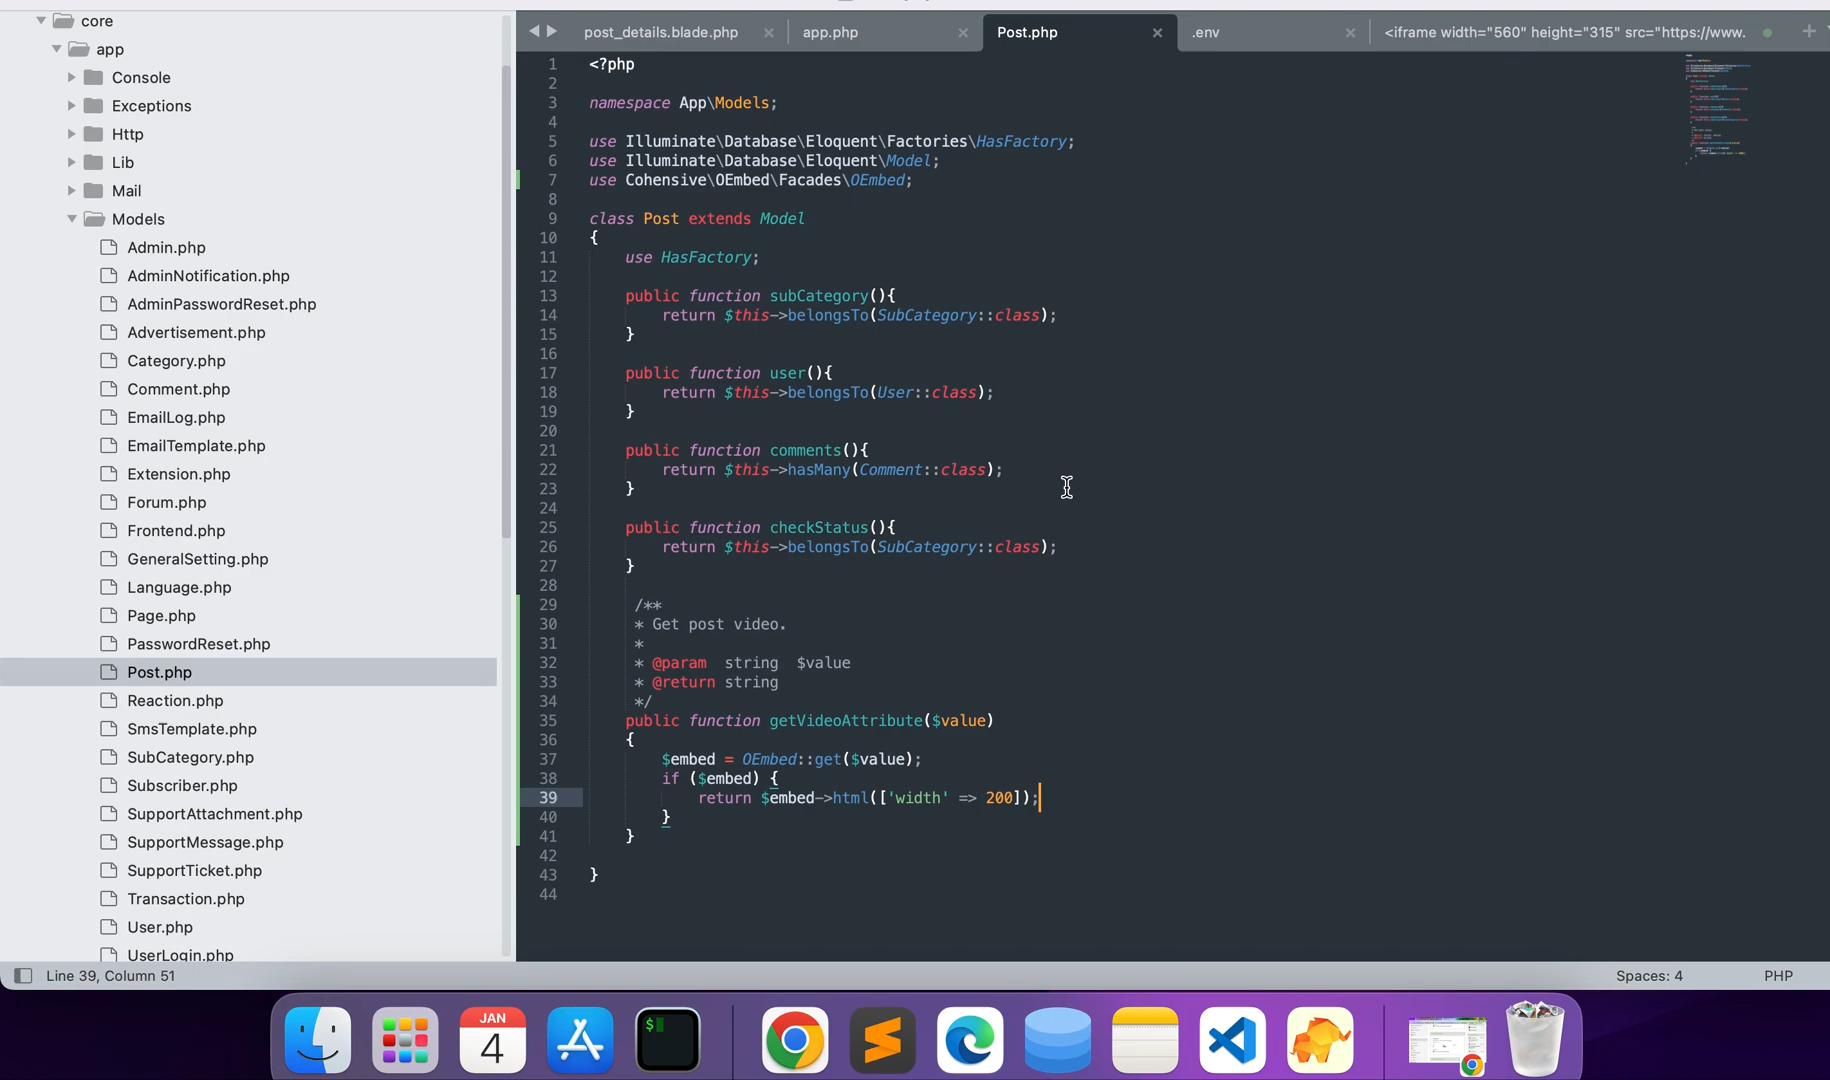 core
app
Console
Exceptions
Http
Lib
Mail
Models
Admin.php
AdminNotification.php
AdminPasswordReset.php
Advertisement.php
Category.php
Comment.php
EmailLog.php
EmailTemplate.php
Extension.php
Forum.php
Frontend.php
GeneralSetting.php
Language.php
Page.php
PasswordReset.php
Post.php
Reaction.php
SmsTemplate.php
SubCategory.php
Subscriber.php
SupportAttachment.php
SupportMessage.php
SupportTicket.php
Transaction.php
User.php
UserLogin.php
post_details.blade.php × app.php × Post.php × .env × <iframe width="560" height="315" src="https://www. +
1 <?php
2
3 namespace App\Models;
4
5 use Illuminate\Database\Eloquent\Factories\HasFactory;
6 use Illuminate\Database\Eloquent\Model;
7 use Cohensive\OEmbed\Facades\OEmbed;
8
9 class Post extends Model
10 {
11 use HasFactory;
12
13 public function subCategory(){
14 return $this->belongsTo(SubCategory::class);
15 }
16
17 public function user(){
18 return $this->belongsTo(User::class);
19 }
20
21 public function comments(){
22 return $this->hasMany(Comment::class);
23 }
24
25 public function checkStatus(){
26 return $this->belongsTo(SubCategory::class);
27 }
28
29 /**
30 * Get post video.
31 *
32 * @param string $value
33 * @return string
34 */
35 public function getVideoAttribute($value)
36 {
37 $embed = OEmbed::get($value);
38 if ($embed) {
39 return $embed->html(['width' => 200]);
40 }
41 }
42
43 }
44
Line 39, Column 51
Spaces: 4
PHP
JAN
4
$